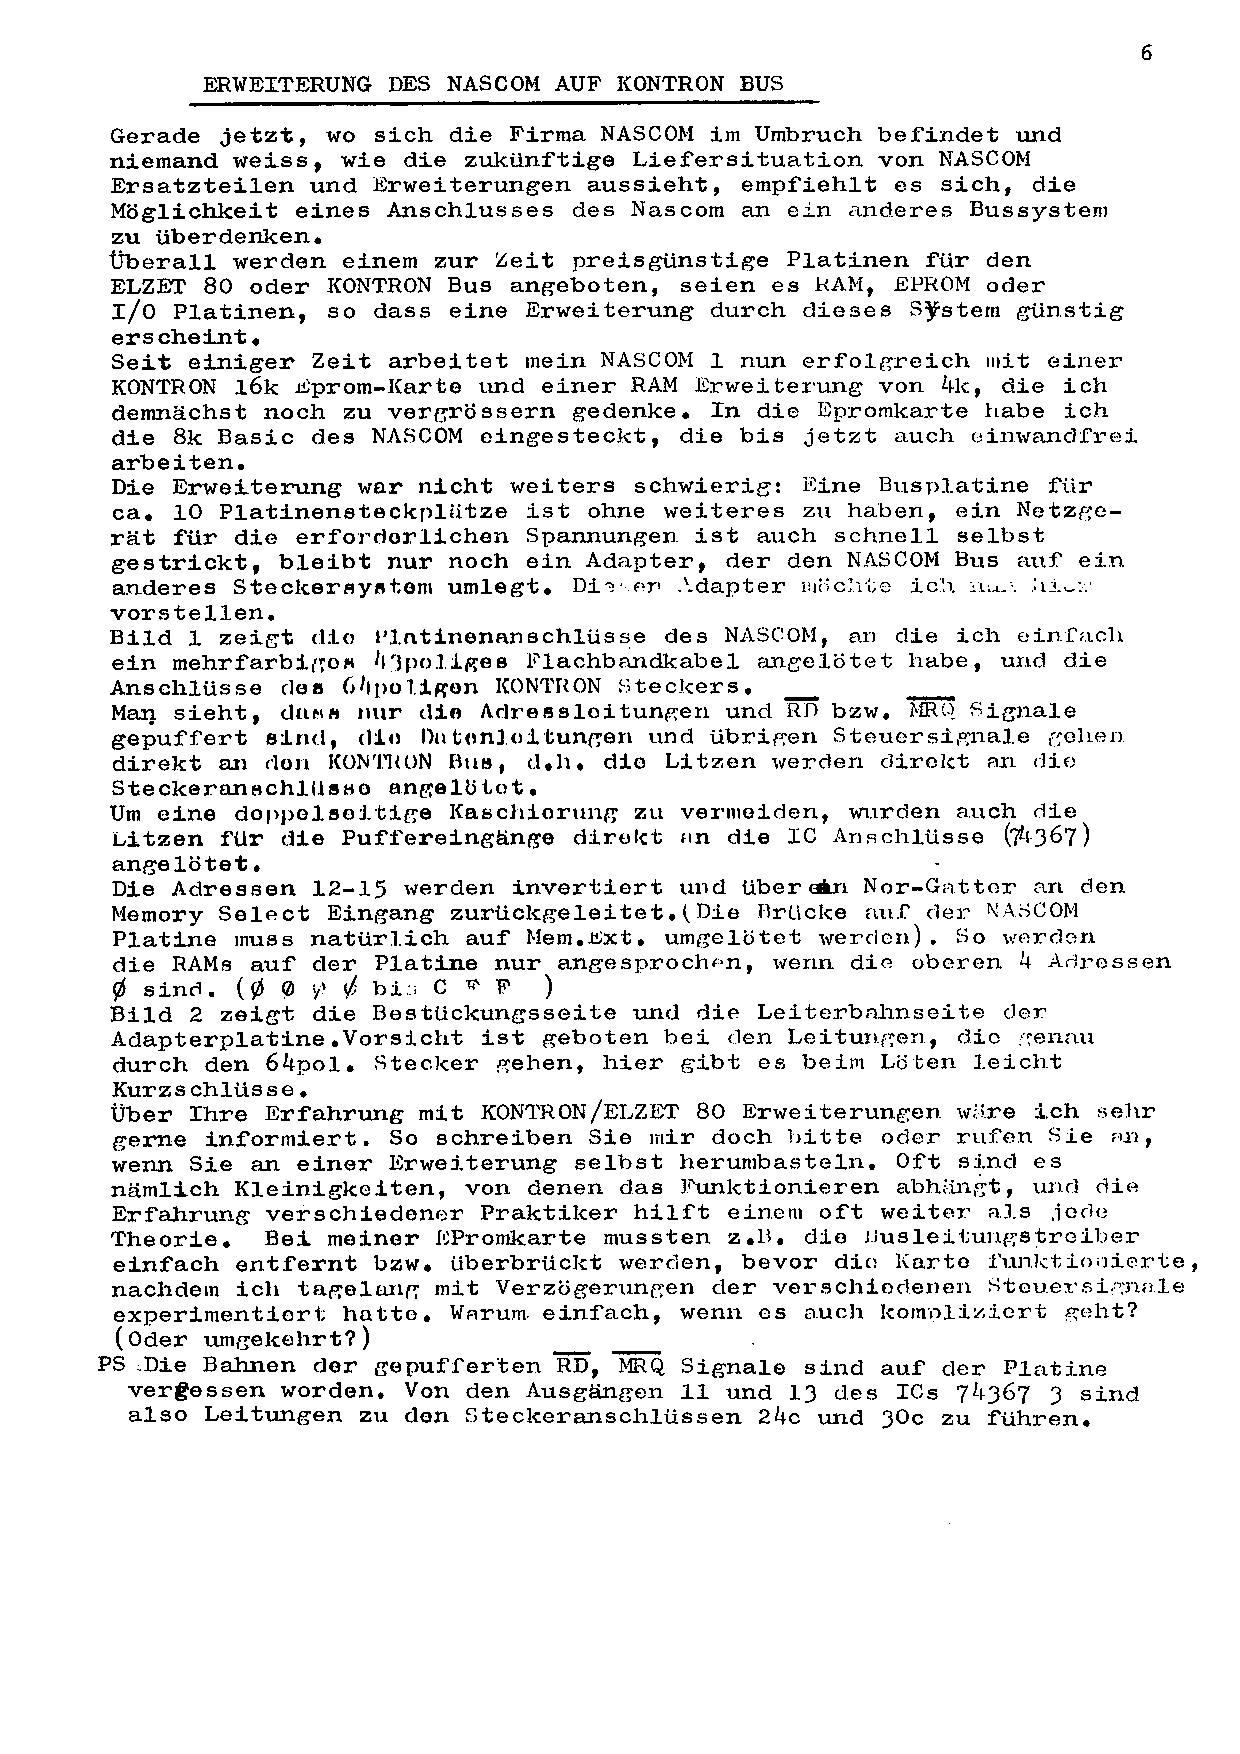 6
ERWEITERUNG DES NASCOM AUF KONTRON BUS
Gerade jetzt, wo sich die Firma NASCOM im Umbruch befindet und
niemand weiss, wie die zukünftige Liefersituation von NASCOM
Ersatzteilen und Erweiterungen aussieht, empfiehlt es sich, die
Möglichkeit eines Anschlusses des Nascom an ein anderes Bussystem
zu überdenken.
Überall werden einem zur Zeit preisgünstige Platinen für den
ELZET 80 oder KONTRON Bus angeboten, seien es RAM, EPROM oder
I/O Platinen, so dass eine Erweiterung durch dieses System günstig
erscheint.
Seit einiger Zeit arbeitet mein NASCOM 1 nun erfolgreich mit einer
KONTRON 16k Eprom-Karte und einer RAM Erweiterung von 4k, die ich
demnächst noch zu vergrössern gedenke. In die Epromkarte habe ich
die 8k Basic des NASCOM eingesteckt, die bis jetzt auch einwandfrei
arbeiten.
Die Erweiterung war nicht weiters schwierig: Eine Busplatine für
ca. 10 Platinensteckplätze ist ohne weiteres zu haben, ein Netzge-
rät für die erforderlichen Spannungen ist auch schnell selbst
gestrickt, bleibt nur noch ein Adapter, der den NASCOM Bus auf ein
anderes Steckersystem umlegt. Diesen Adapter möchte ich
vorstellen.
Bild 1 zeigt die Platinenanschlüsse des NASCOM, an die ich einfach
ein mehrfarbiges 43poliges Flachbandkabel angelötet habe, und die
Anschlüsse des 64poligen KONTRON Steckers.
Man sieht, dass nur die Adressleitungen und R̅D̅ bzw. M̅R̅Q̅ Signale
gepuffert sind, die Datenleitungen und übrigen Steuersignale gehen
direkt an den KONTRON Bus, d.h. die Litzen werden direkt an die
Steckeranschlüsse angelötet.
Um eine doppelseitige Kaschierung zu vermeiden, wurden auch die
Litzen für die Puffereingänge direkt an die IC Anschlüsse (74367)
angelötet.
Die Adressen 12-15 werden invertiert und über ein Nor-Gatter an den
Memory Select Eingang zurückgeleitet.(Die Brücke auf der NASCOM
Platine muss natürlich auf Mem.Ext. umgelötet werden). So werden
die RAMs auf der Platine nur angesprochen, wenn die oberen 4 Adressen
Ø sind. (Ø Ø Ø Ø bis C F F )
Bild 2 zeigt die Bestückungsseite und die Leiterbahnseite der
Adapterplatine.Vorsicht ist geboten bei den Leitungen, die genau
durch den 64pol. Stecker gehen, hier gibt es beim Löten leicht
Kurzschlüsse.
Über Ihre Erfahrung mit KONTRON/ELZET 80 Erweiterungen wäre ich sehr
gerne informiert. So schreiben Sie mir doch bitte oder rufen Sie an,
wenn Sie an einer Erweiterung selbst herumbasteln. Oft sind es
nämlich Kleinigkeiten, von denen das Funktionieren abhängt, und die
Erfahrung verschiedener Praktiker hilft einem oft weiter als jede
Theorie. Bei meiner EPromkarte mussten z.B. die Busleitungstreiber
einfach entfernt bzw. überbrückt werden, bevor die Karte funktionierte,
nachdem ich tagelang mit Verzögerungen der verschiedenen Steuersignale
experimentiert hatte. Warum einfach, wenn es auch kompliziert geht?
(Oder umgekehrt?)
PS.Die Bahnen der gepufferten R̅D̅, M̅R̅Q̅ Signale sind auf der Platine
vergessen worden. Von den Ausgängen 11 und 13 des ICs 74367 3 sind
also Leitungen zu den Steckeranschlüssen 24c und 30c zu führen.